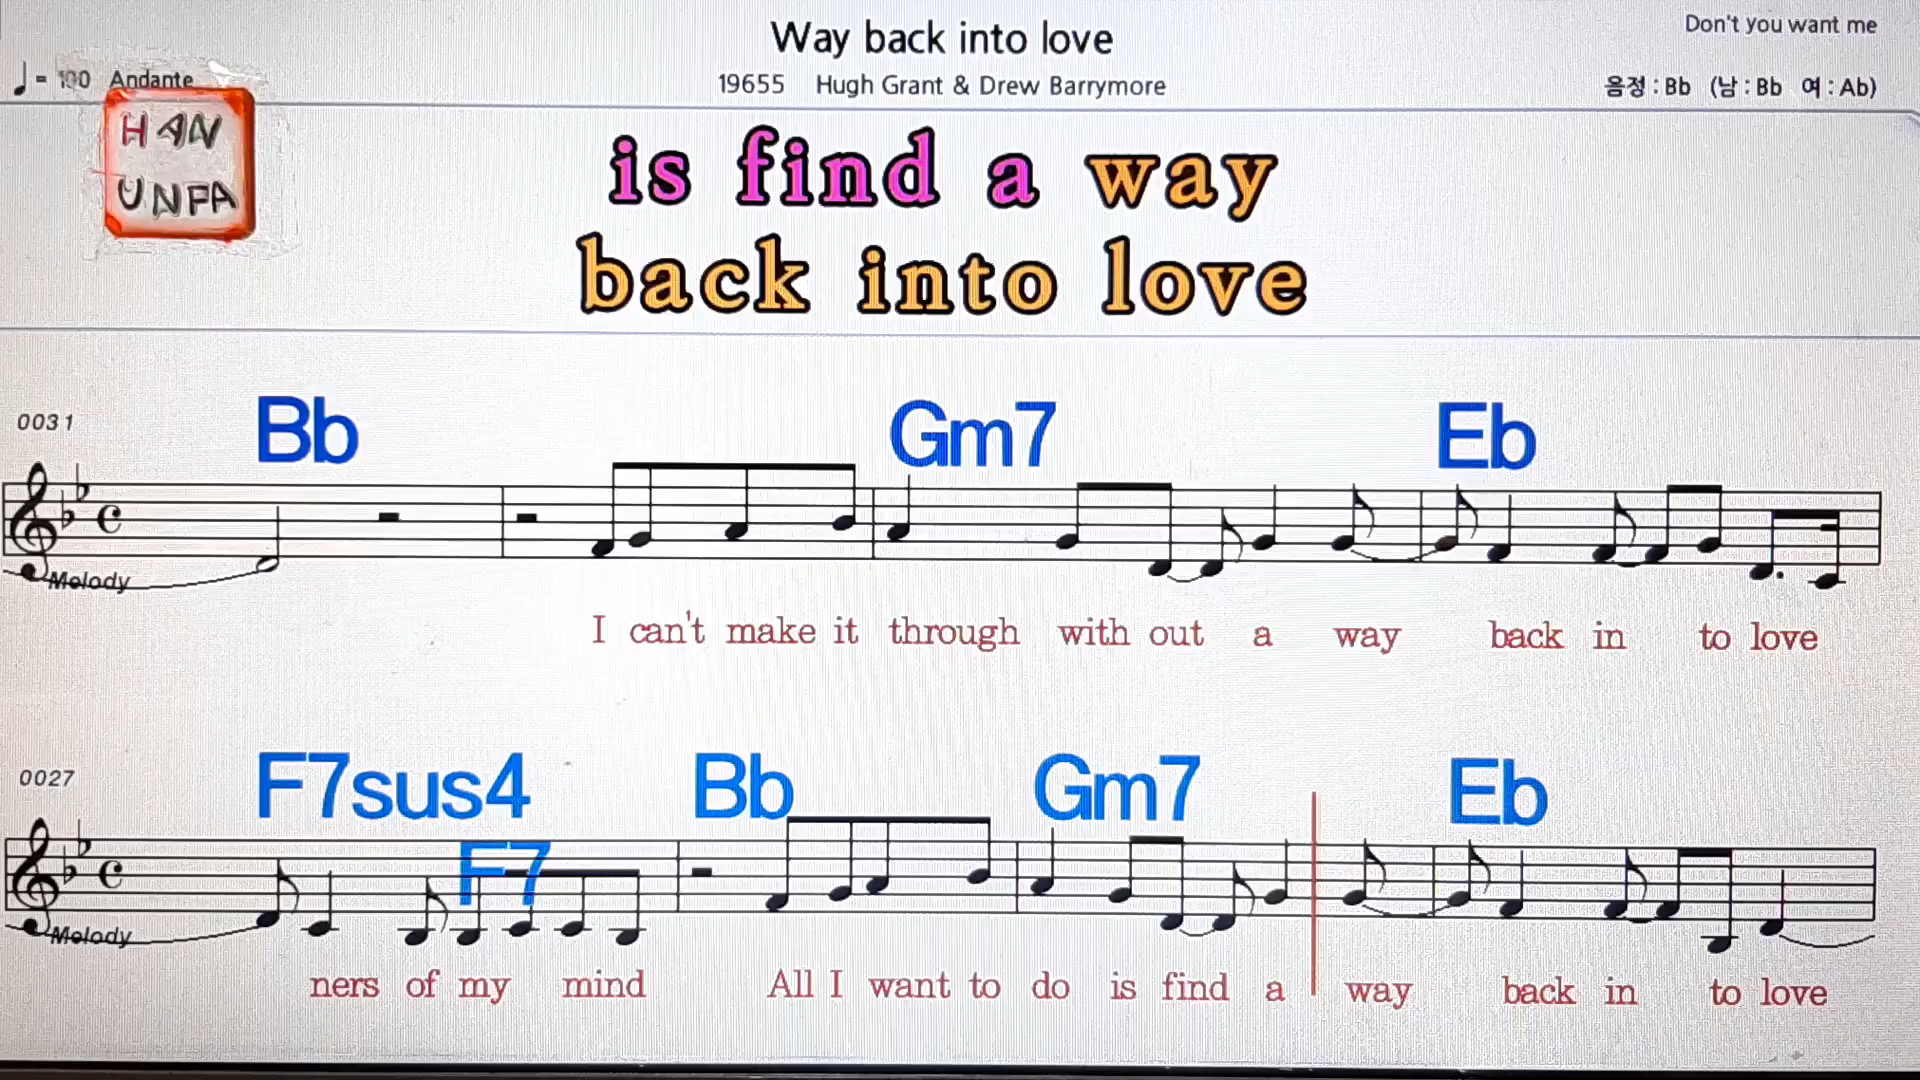 Way back into love
Don't you want me
♩ = 100 Andante
19655 Hugh Grant & Drew Barrymore
음정 : Bb (남 : Bb 여 : Ab)
HAN
UNPA
is find a way
back into love
0031
Bb Gm7 Eb
Melody
I can't make it through with out a way back in to love
0027
F7sus4 Bb Gm7 Eb
F7
Melody
ners of my mind All I want to do is find a way back in to love